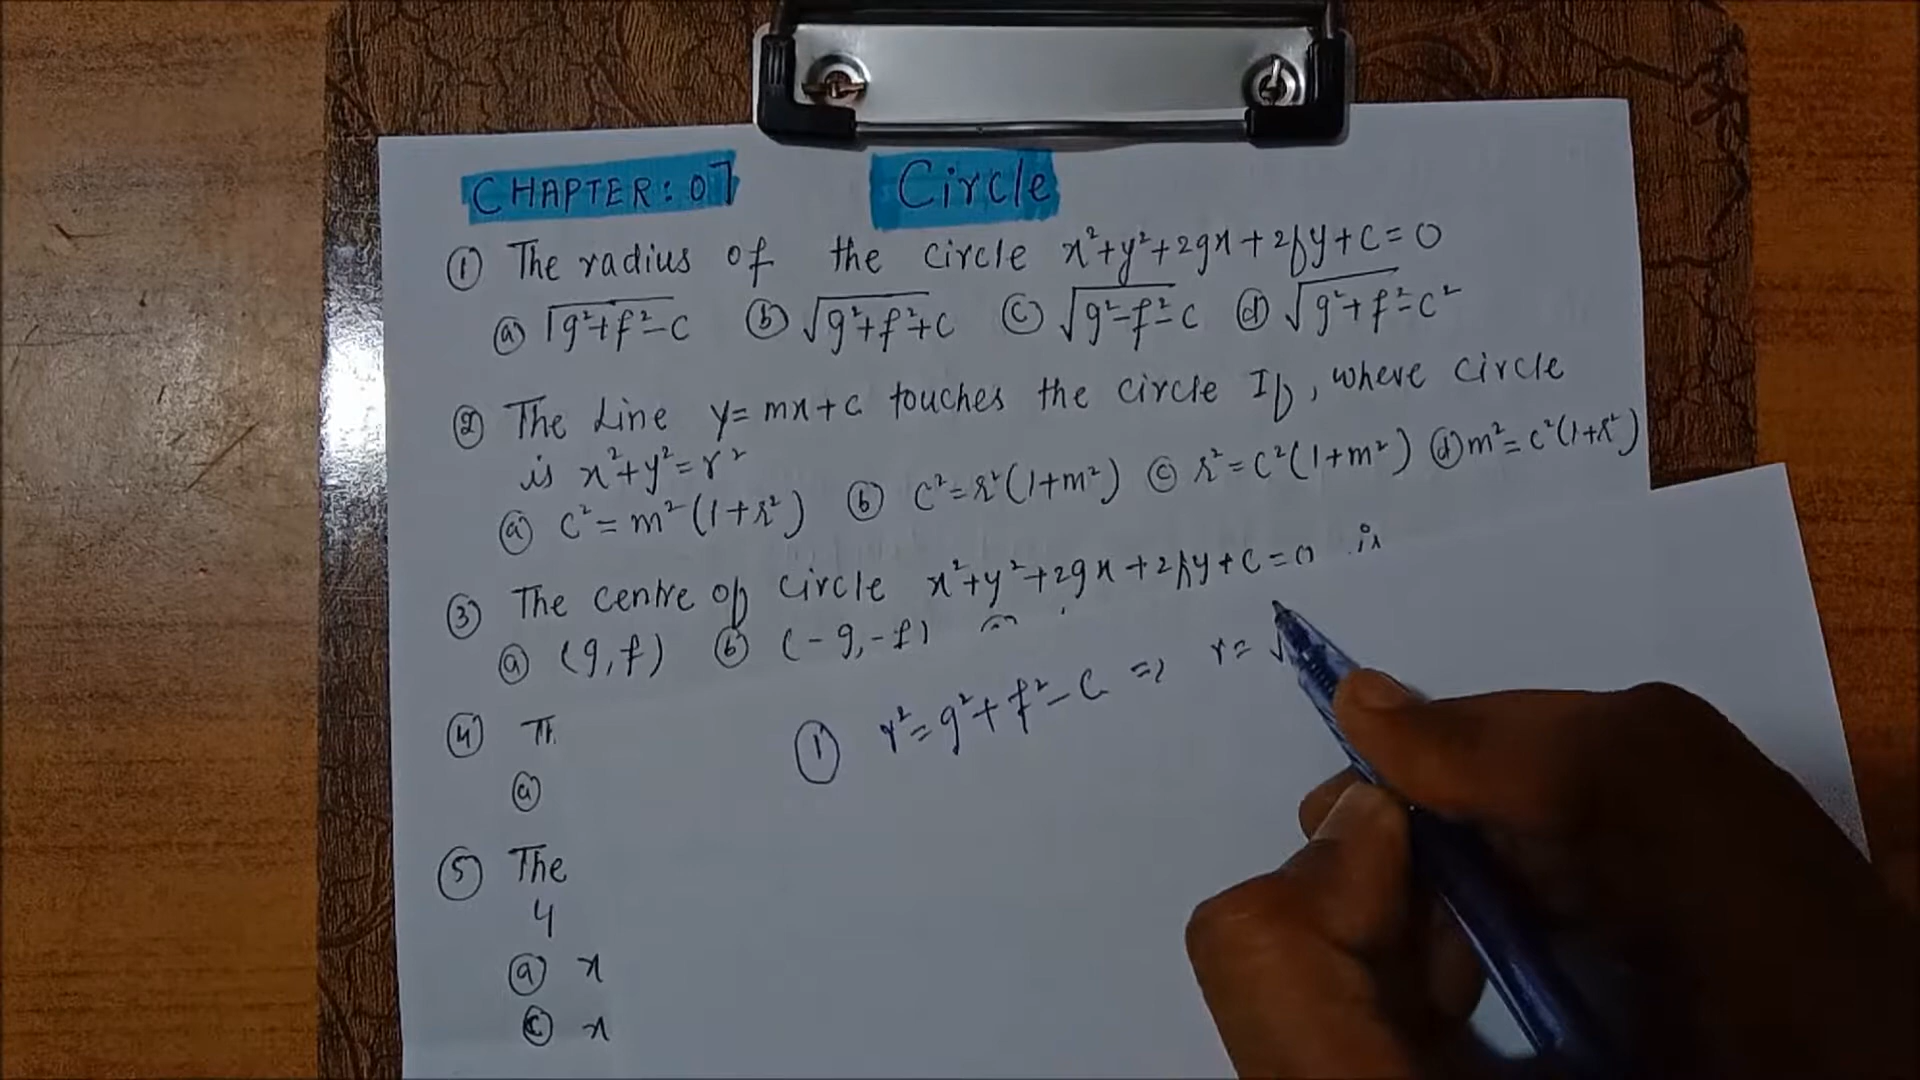 CHAPTER: 07 Circle
① The radius of the circle x²+y²+2gx+2fy+c=0
ⓐ √g²+f²-c ⓑ √g²+f²+c ⓒ √g²-f²-c ⓓ √g²+f²-c²
② The Line y=mx+c touches the circle If, where circle
is x²+y²=r²
ⓐ c²=m²(1+r²) ⓑ c²=r²(1+m²) ⓒ r²=c²(1+m²) ⓓ m²=c²(1+r²)
③ The centre of circle x²+y²+2gx+2fy+c=0 is
ⓐ (g,f) ⓑ (-g,-f)
① r²=g²+f²-c => r=√
④
ⓐ
⑤ The
4
ⓐ x
ⓒ x